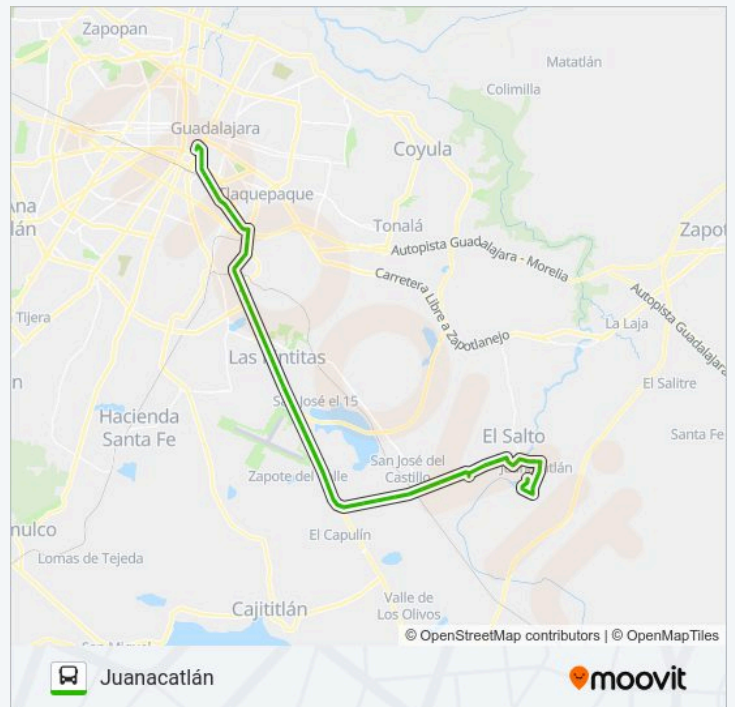 Zapopan
Matatlán
Colimilla
Guadalajara
Coyula
Tlaquepaque
Ana
lán
Tonalá
Zapot
Autopista Guadalajara - Morelia
Carretera Libre a Zapotlanejo
Autopista Guadalajara
Tijera
La Laja
Las Pintitas
n
El Salitre
San José el 15
Hacienda
Santa Fe
El Salto
Santa Fe
San José del
Castillo
Zapote del Valle
nulco
El Capulín
Lomas de Tejeda
Valle de
Los Olivos
Cajititlán
© OpenStreetMap contributors | © OpenMapTiles
Juanacatlán
moovit